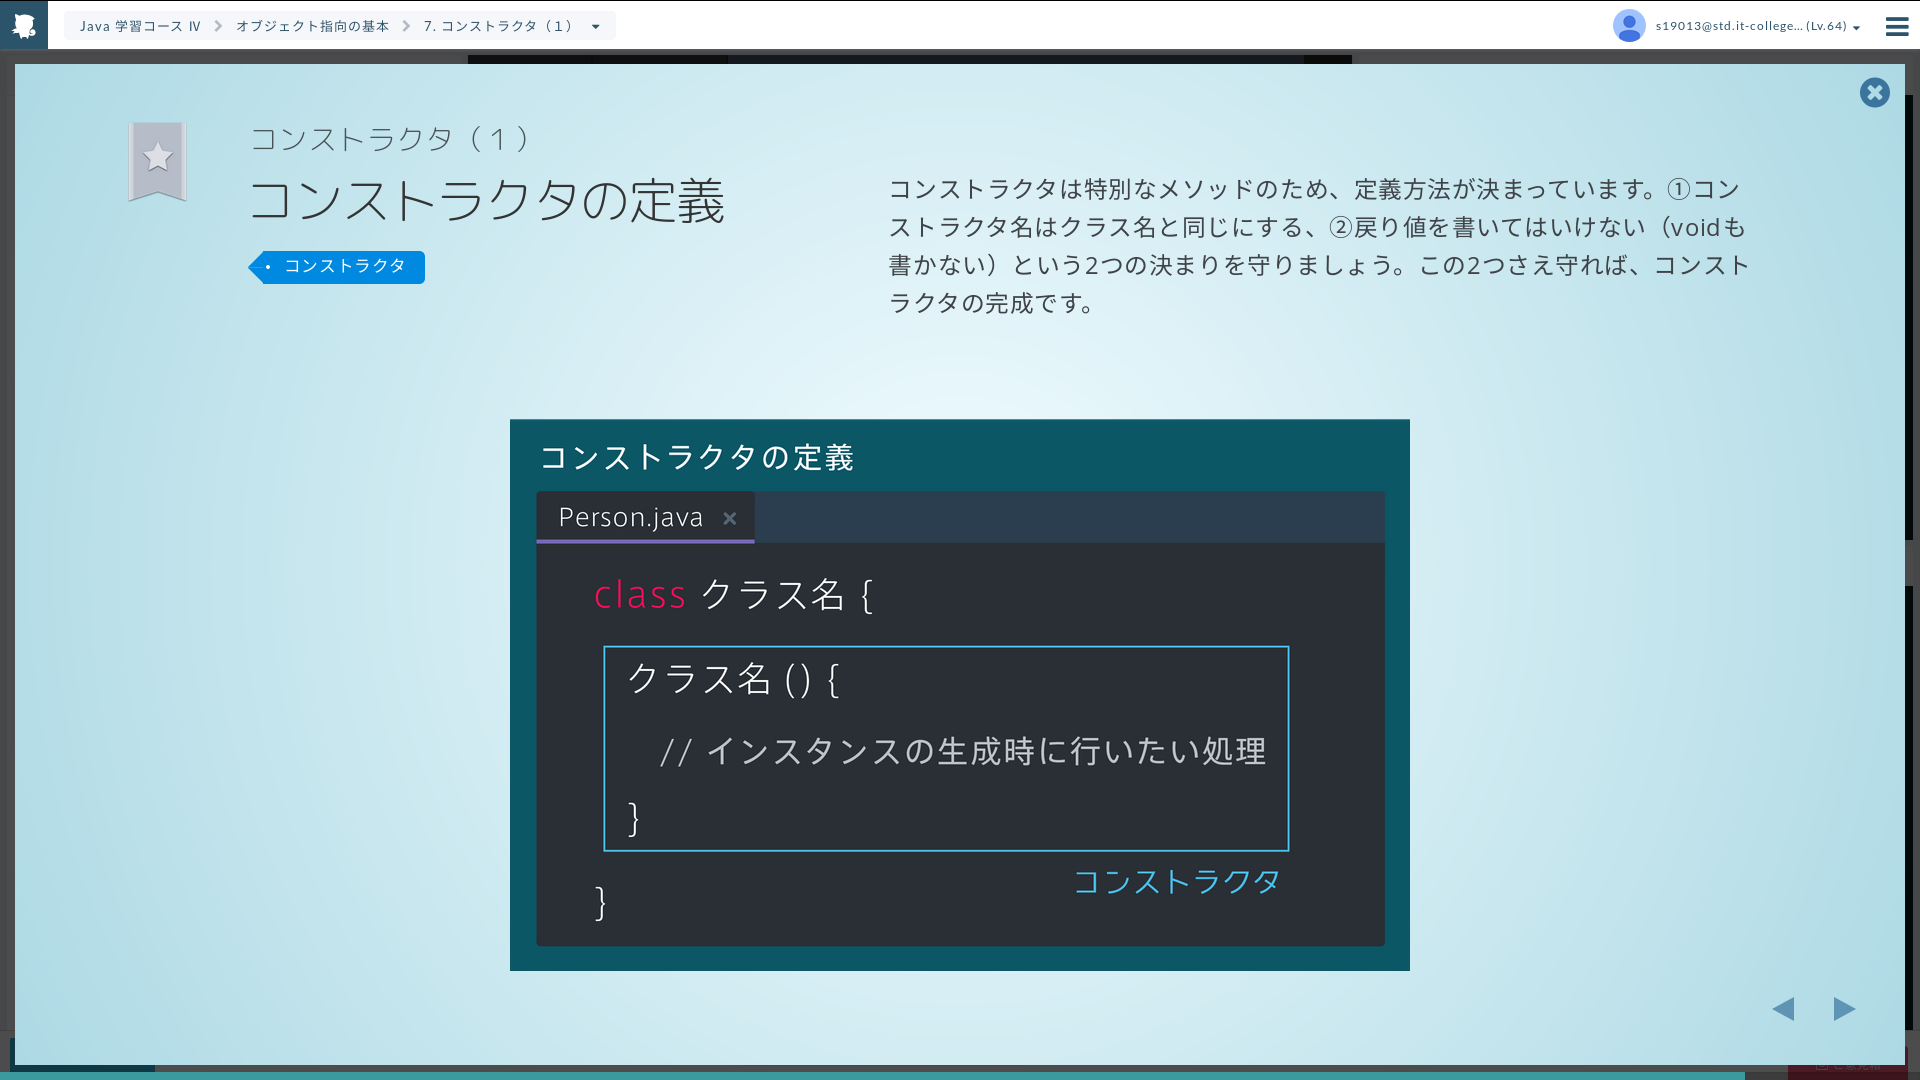 Java 学習コース Ⅳ
オブジェクト指向の基本
7. コンストラクタ（１）
s19013@std.it-college... (Lv.64)
コンストラクタ（１）
コンストラクタの定義
• コンストラクタ
コンストラクタは特別なメソッドのため、定義方法が決まっています。①コン
ストラクタ名はクラス名と同じにする、②戻り値を書いてはいけない（voidも
書かない）という2つの決まりを守りましょう。この2つさえ守れば、コンスト
ラクタの完成です。
コンストラクタの定義
Person.java
class クラス名 {
クラス名 () {
// インスタンスの生成時に行いたい処理
}
コンストラクタ
}